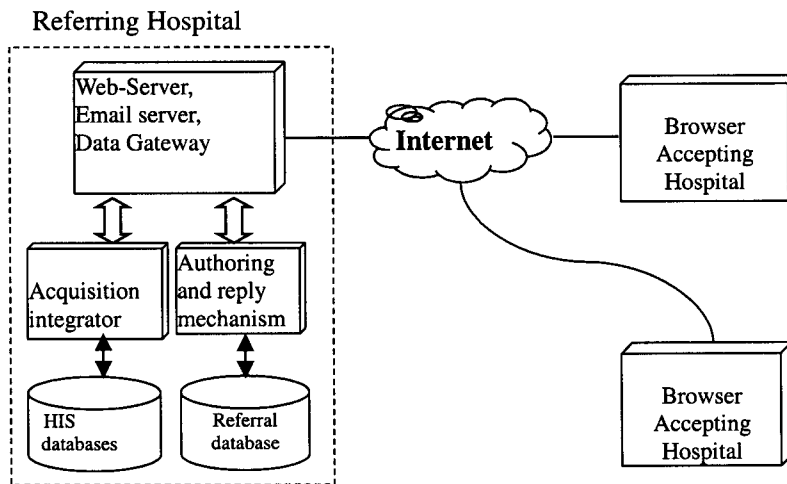 Referring Hospital
Web-Server,
Email server,
Data Gateway
Internet
Browser
Accepting
Hospital
Acquisition
integrator
Authoring
and reply
mechanism
HIS
databases
Referral
database
Browser
Accepting
Hospital